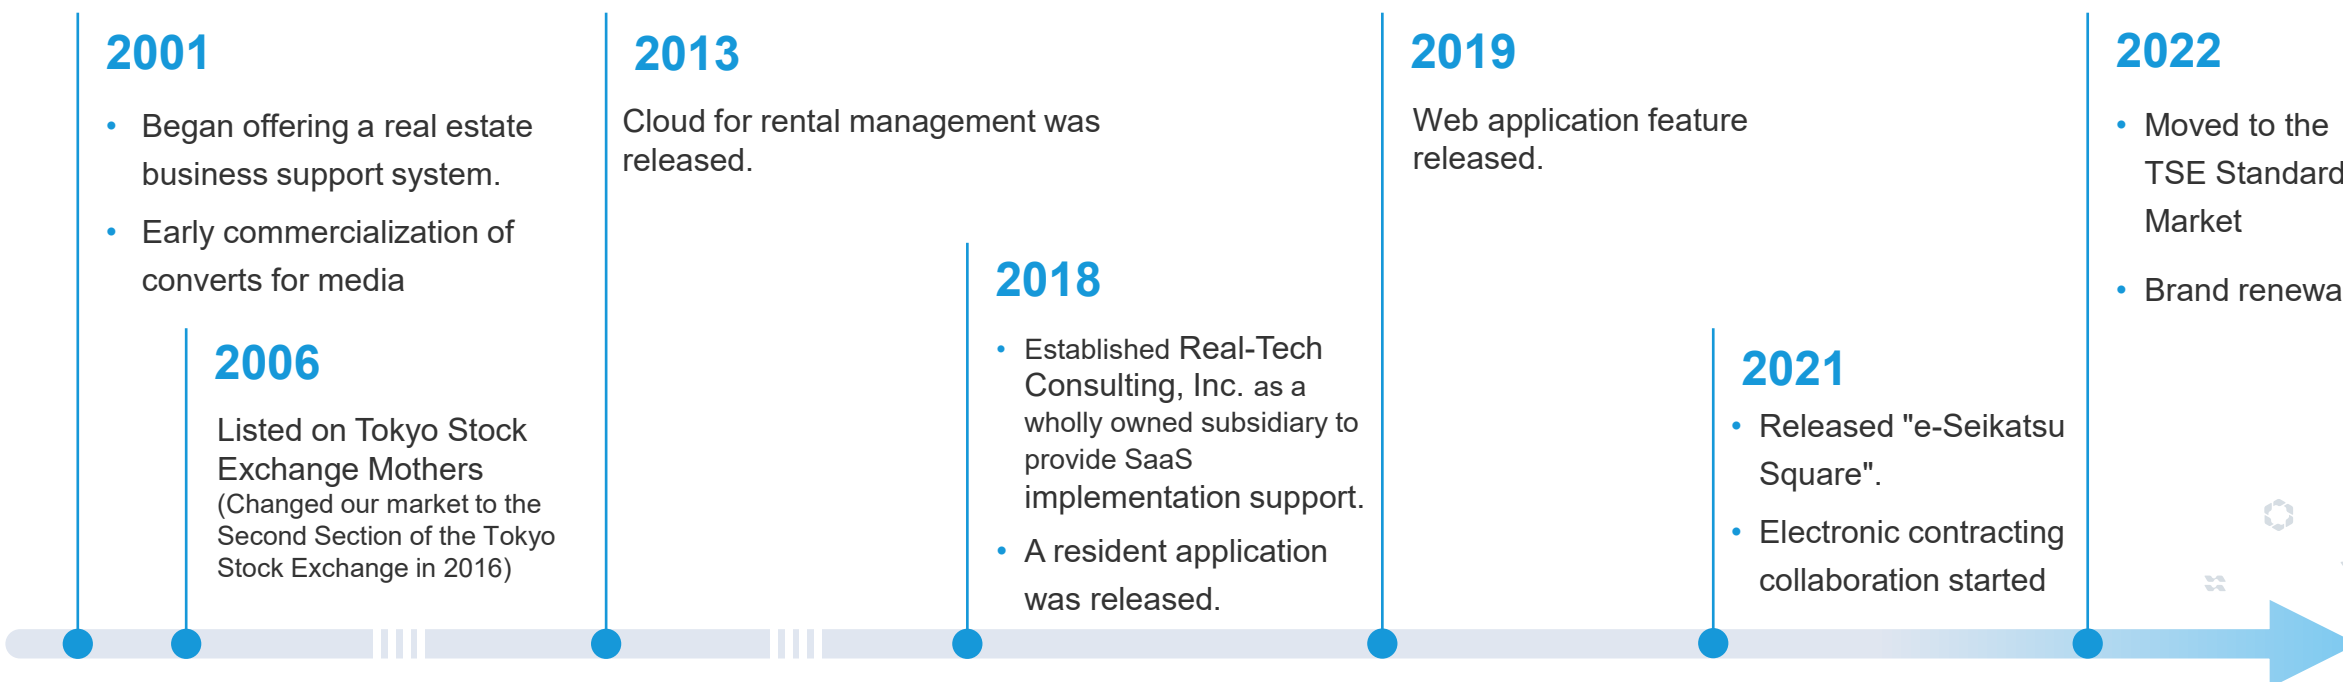 2001
• Began offering a real estate
business support system.
• Early commercialization of
converts for media
2006
Listed on Tokyo Stock
Exchange Mothers
(Changed our market to the
Second Section of the Tokyo
Stock Exchange in 2016)
2013
Cloud for rental management was
released.
2018
• Established Real-Tech
Consulting, Inc. as a
wholly owned subsidiary to
provide SaaS
implementation support.
• A resident application
was released.
2019
Web application feature
released.
2021
• Released "e-Seikatsu
Square".
• Electronic contracting
collaboration started
2022
• Moved to the
TSE Standard
Market
• Brand renewa